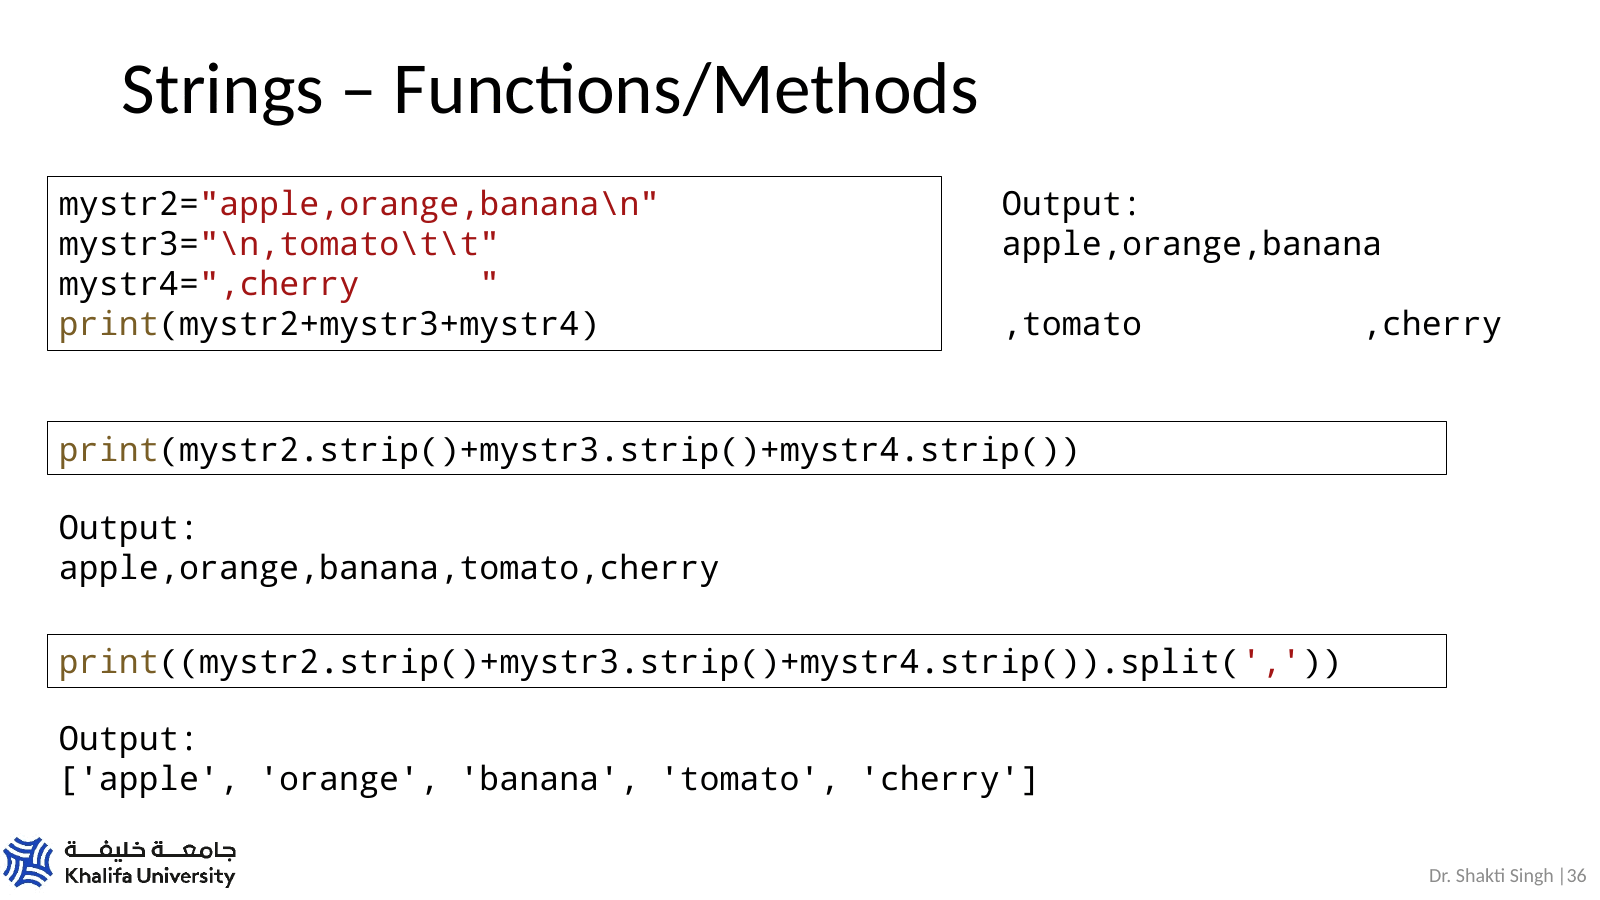 Strings – Functions/Methods
mystr2="apple,orange,banana\n"
mystr3="\n,tomato\t\t"
mystr4=",cherry      "
print(mystr2+mystr3+mystr4)
Output:
apple,orange,banana

,tomato           ,cherry
print(mystr2.strip()+mystr3.strip()+mystr4.strip())
Output:
apple,orange,banana,tomato,cherry
print((mystr2.strip()+mystr3.strip()+mystr4.strip()).split(','))
Output:
['apple', 'orange', 'banana', 'tomato', 'cherry']
جامعـــة خليفـــة
Khalifa University
Dr. Shakti Singh |36